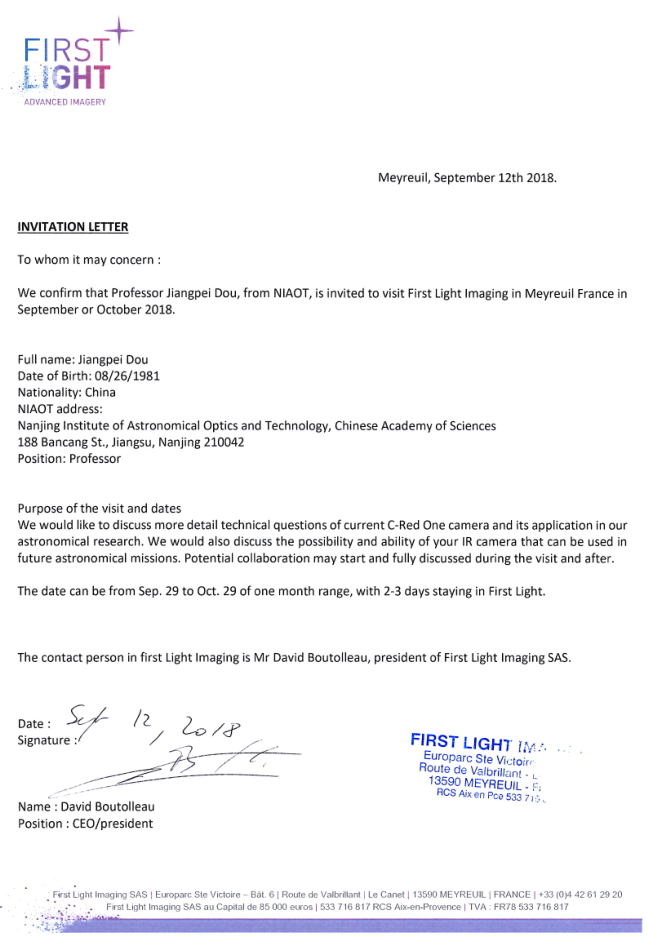 FIRST
LIGHT
ADVANCED IMAGERY
Meyreuil, September 12th 2018.
INVITATION LETTER
To whom it may concern :
We confirm that Professor Jiangpei Dou, from NIAOT, is invited to visit First Light Imaging in Meyreuil France in
September or October 2018.
Full name: Jiangpei Dou
Date of Birth: 08/26/1981
Nationality: China
NIAOT address:
Nanjing Institute of Astronomical Optics and Technology, Chinese Academy of Sciences
188 Bancang St., Jiangsu, Nanjing 210042
Position: Professor
Purpose of the visit and dates
We would like to discuss more detail technical questions of current C-Red One camera and its application in our
astronomical research. We would also discuss the possibility and ability of your IR camera that can be used in
future astronomical missions. Potential collaboration may start and fully discussed during the visit and after.
The date can be from Sep. 29 to Oct. 29 of one month range, with 2-3 days staying in First Light.
The contact person in first Light Imaging is Mr David Boutolleau, president of First Light Imaging SAS.
Date : Sept 12, 2018
Signature :
Name : David Boutolleau
Position : CEO/president
FIRST LIGHT
Europarc Ste Victoire
Route de Valbrillant -
13590 MEYREUIL -
RCS Aix en Pce 533
First Light Imaging SAS | Europarc Ste Victoire – Bât. 6 | Route de Valbrillant | Le Canet | 13590 MEYREUIL | FRANCE | +33 (0)4 42 61 29 20
First Light Imaging SAS au Capital de 85 000 euros | 533 716 817 RCS Aix-en-Provence | TVA : FR78 533 716 817